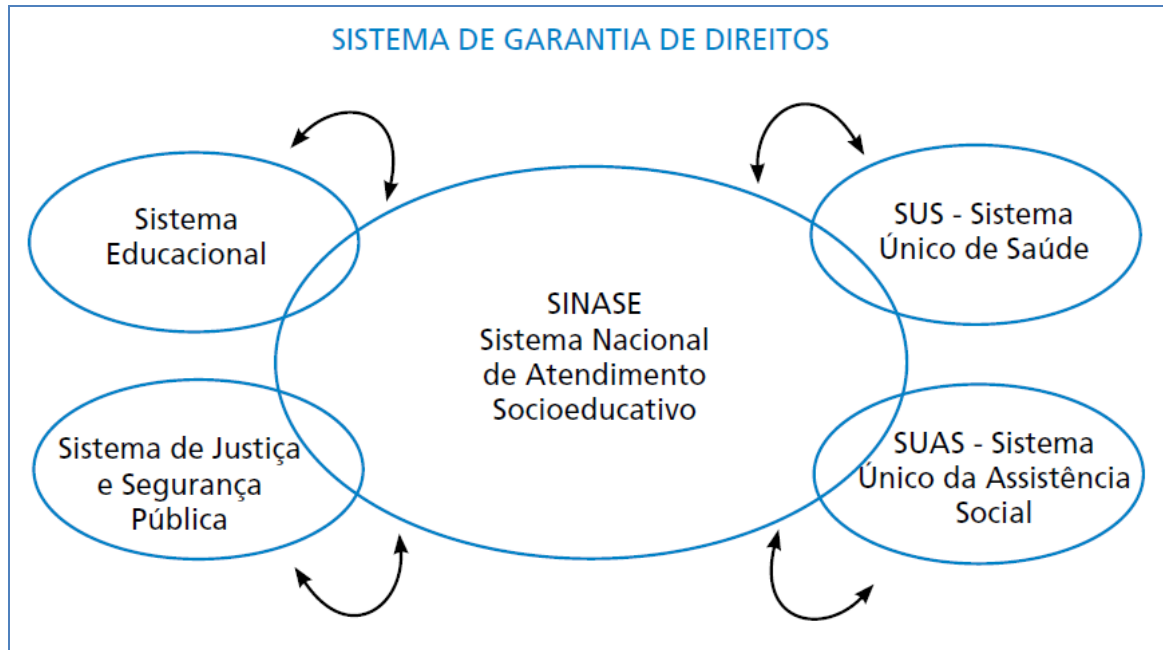 SISTEMA DE GARANTIA DE DIREITOS
Sistema
Educacional
SUS - Sistema
Único de Saúde
SINASE
Sistema Nacional
de Atendimento
Socioeducativo
Sistema de Justiça
e Segurança
Pública
SUAS - Sistema
Único da Assistência
Social